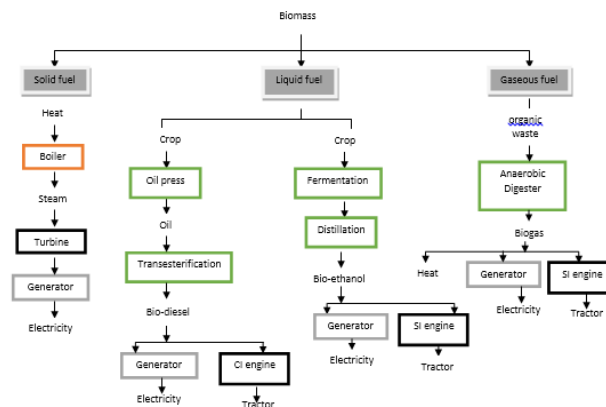 Biomass
Solid fuel
Liquid fuel
Gaseous fuel
Heat
Boiler
Steam
Turbine
Generator
Electricity
Crop
Oil press
Oil
Transesterification
Bio-diesel
Generator
CI engine
Electricity
Tractor
Crop
Fermentation
Distillation
Bio-ethanol
Generator
SI engine
Electricity
Tractor
organic
waste
Anaerobic
Digester
Biogas
Heat
Generator
SI engine
Electricity
Tractor